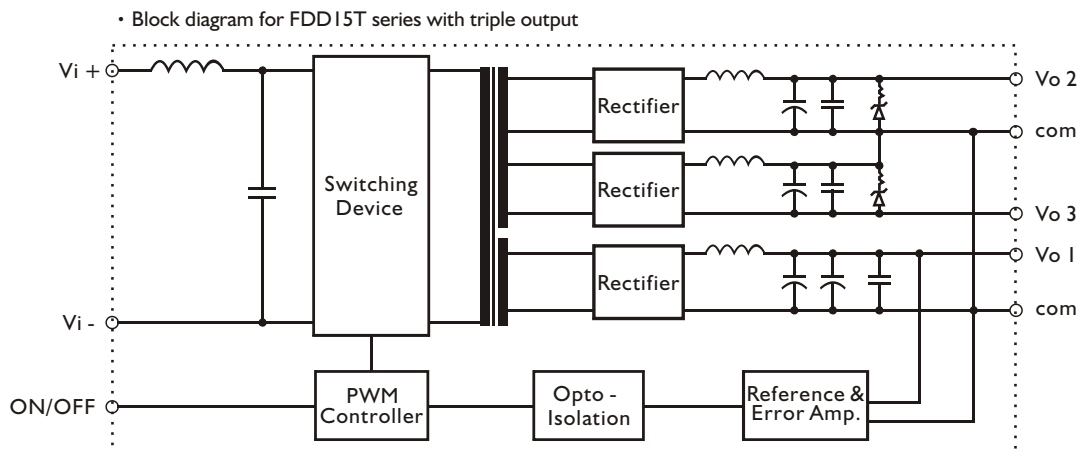 · Block diagram for FDD15T series with triple output
Vi +
Vo 2
Rectifier
com
Switching
Device
Rectifier
Vo 3
Vo 1
Rectifier
com
Vi -
ON/OFF
PWM
Controller
Opto -
Isolation
Reference &
Error Amp.